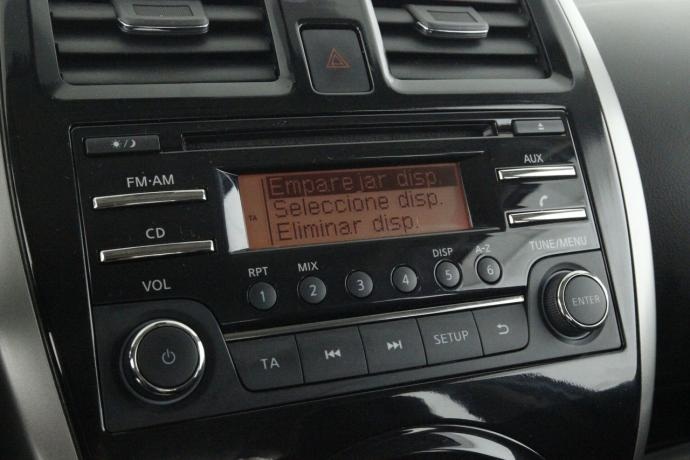 FM·AM
AUX
TA
Emparejar disp.
Seleccione disp.
Eliminar disp.
CD
VOL
RPT
MIX
DISP
A-Z
TUNE/MENU
1
2
3
4
5
6
ENTER
TA
SETUP